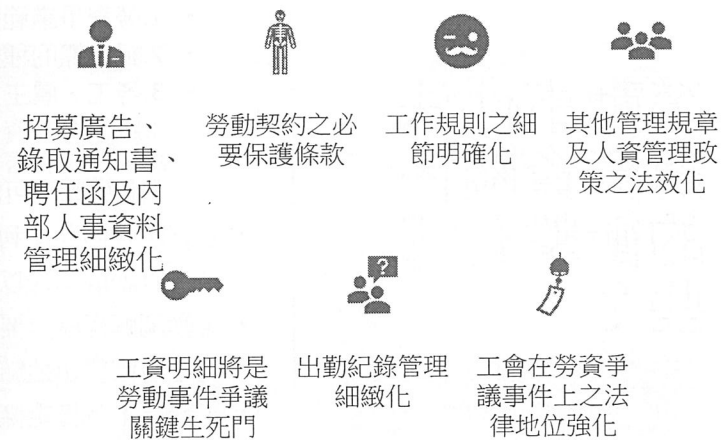 招募廣告、
錄取通知書、
聘任函及內
部人事資料
管理細緻化
勞動契約之必
要保護條款
工作規則之細
節明確化
其他管理規章
及人資管理政
策之法效化
工資明細將是
勞動事件爭議
關鍵生死門
出勤紀錄管理
細緻化
工會在勞資爭
議事件上之法
律地位強化